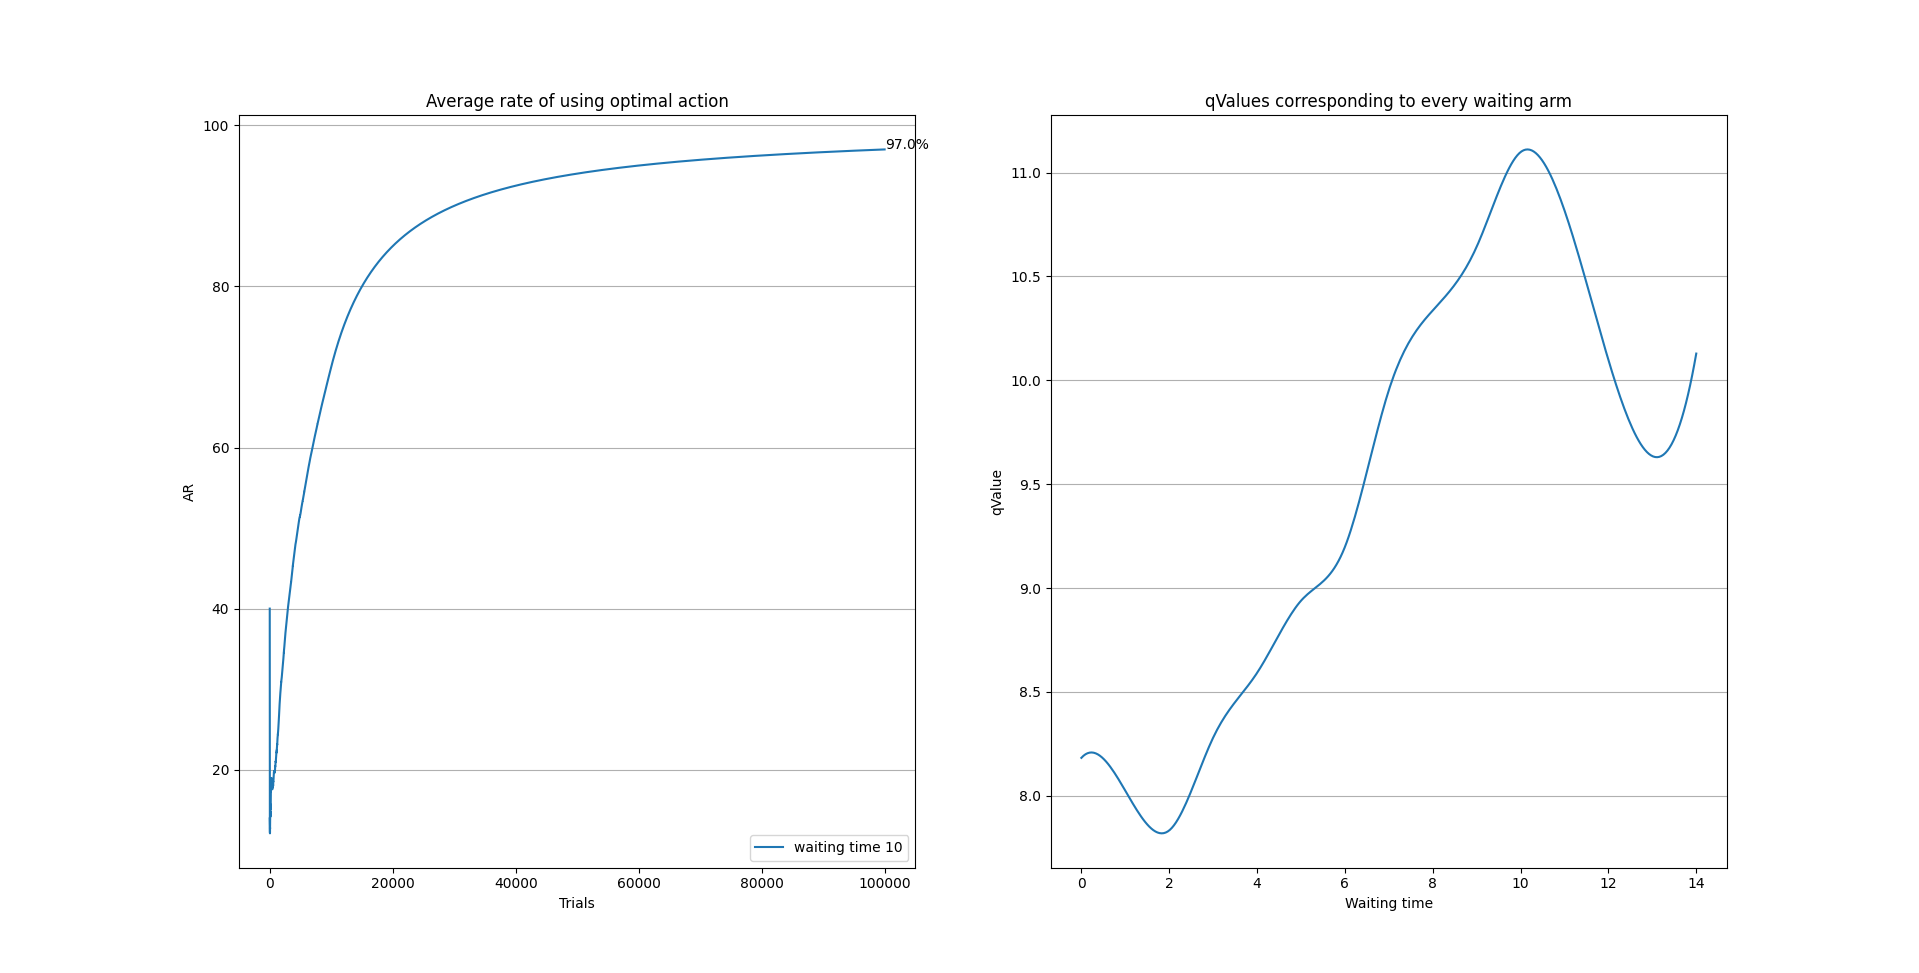 Average rate of using optimal action
100
80
60
40
20
AR
97.0%
waiting time 10
0 20000 40000 60000 80000 100000
Trials
qValues corresponding to every waiting arm
11.0
10.5
10.0
9.5
9.0
8.5
8.0
qValue
0 2 4 6 8 10 12 14
Waiting time